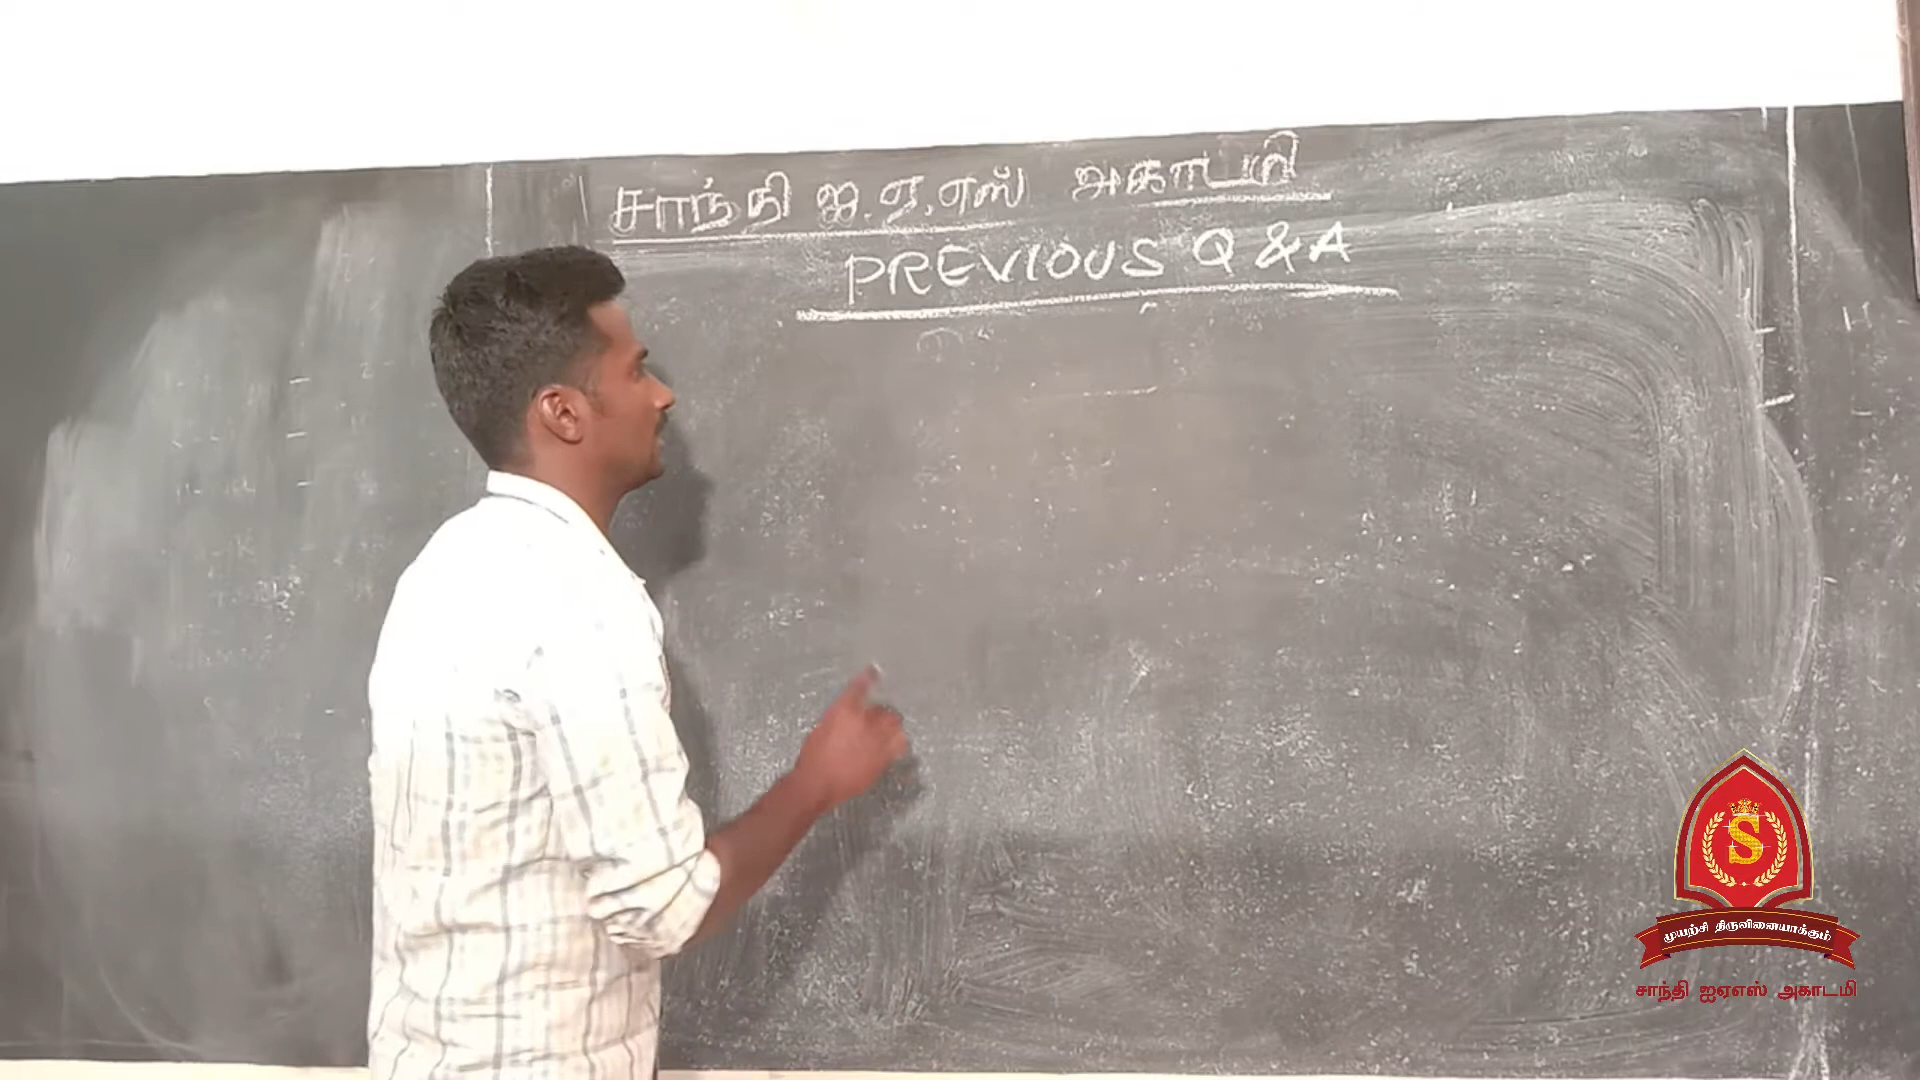 சாந்தி ஐ.ஏ.எஸ் அகாடமி
PREVIOUS Q & A
S
முயற்சி திருவினையாக்கும்
சாந்தி ஐஏஎஸ் அகாடமி